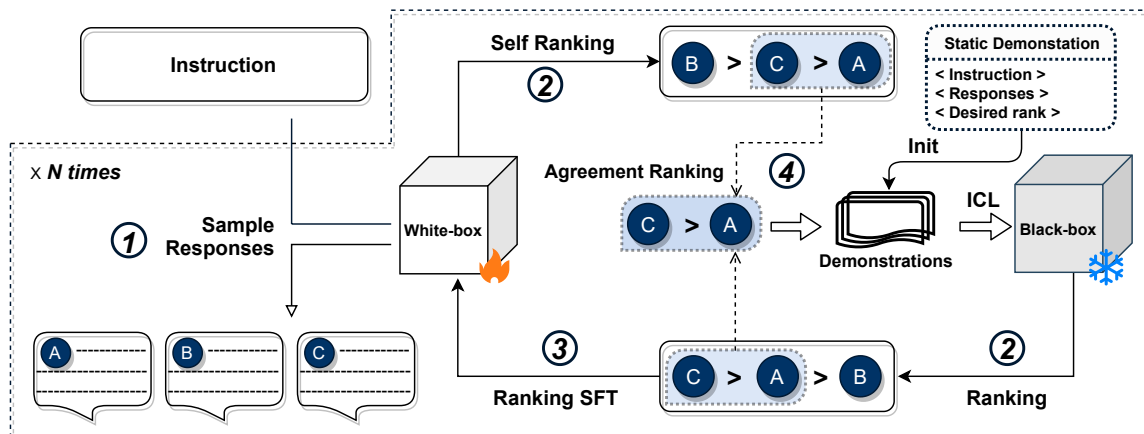 Instruction
Self Ranking
2
B > C > A
Static Demonstation
< Instruction >
< Responses >
< Desired rank >
x N times
Init
Agreement Ranking
4
1
Sample
Responses
White-box
C > A
ICL
Black-box
Demonstrations
A
B
C
3
Ranking SFT
C > A > B
2
Ranking